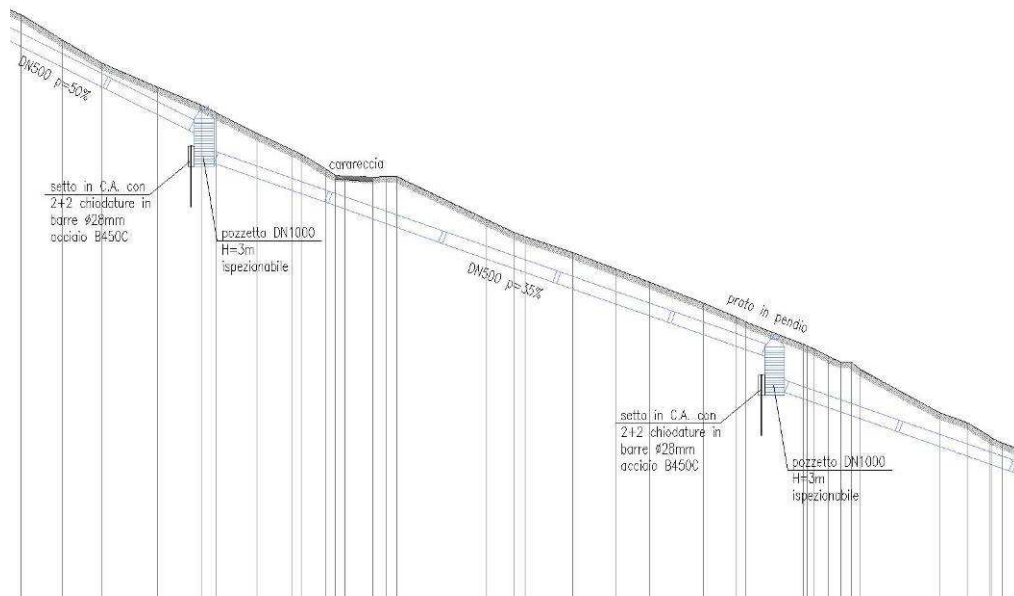 DN500 p=50%
carareccia
setto in C.A. con
2+2 chiodature in
barre ø28mm
acciaio B450C
pozzetto DN1000
H=3m
ispezionabile
DN500 p=35%
prato in pendio
setto in C.A. con
2+2 chiodature in
barre ø28mm
acciaio B450C
pozzetto DN1000
H=3m
ispezionabile